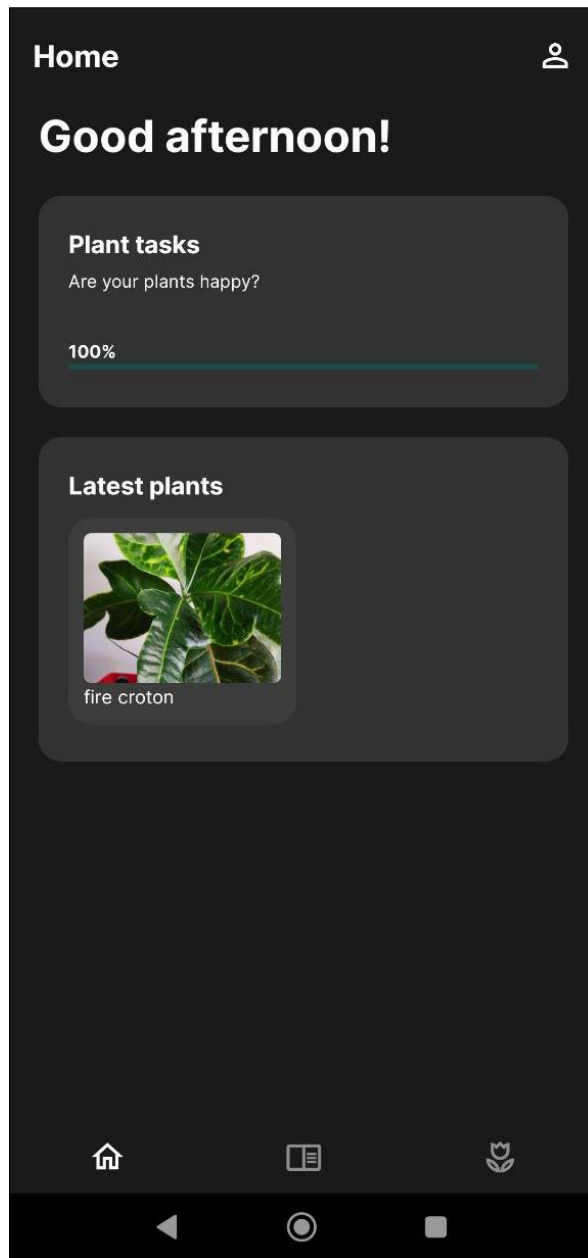 Home
Good afternoon!
Plant tasks
Are your plants happy?
100%
Latest plants
fire croton